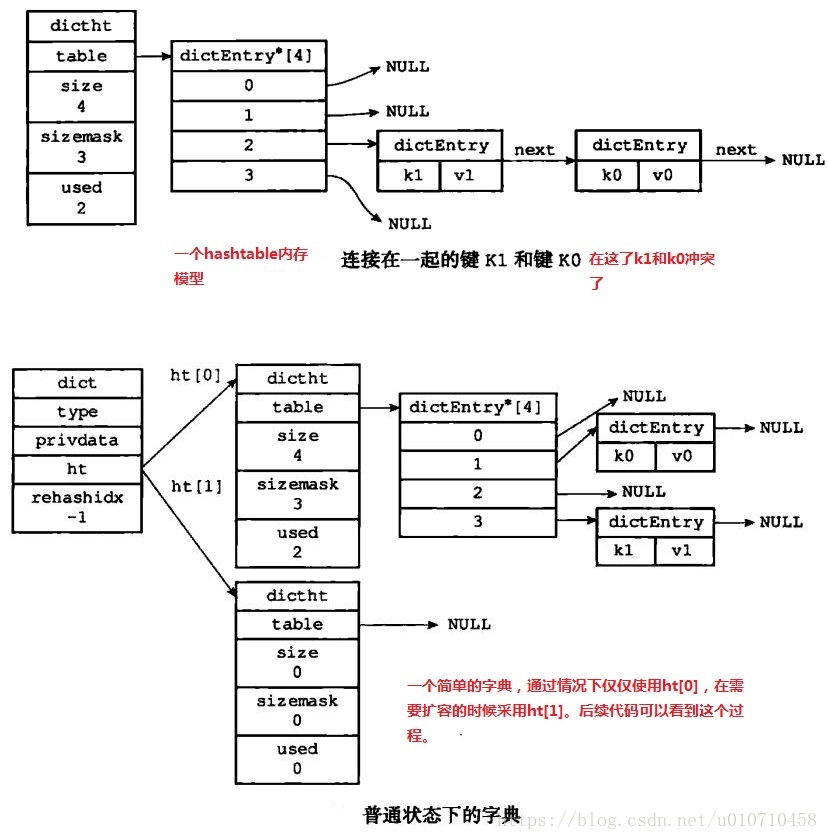 dictht
table
size
4
sizemask
3
used
2
dictEntry*[4]
0
1
2
3
NULL
NULL
dictEntry
k1 v1
next
dictEntry
k0 v0
next
NULL
NULL
一个hashtable内存
模型
连接在一起的键 K1 和键 K0
在这了k1和k0冲突
了
dict
type
privdata
ht
rehashidx
-1
ht[0]
ht[1]
dictht
table
size
4
sizemask
3
used
2
dictEntry*[4]
0
1
2
3
NULL
dictEntry
k0 v0
NULL
NULL
dictEntry
k1 v1
NULL
dictht
table
size
0
sizemask
0
used
0
NULL
一个简单的字典，通过情况下仅仅使用ht[0]，在需
要扩容的时候采用ht[1]。后续代码可以看到这个过
程。
普通状态下的字典
https://blog.csdn.net/u010710458